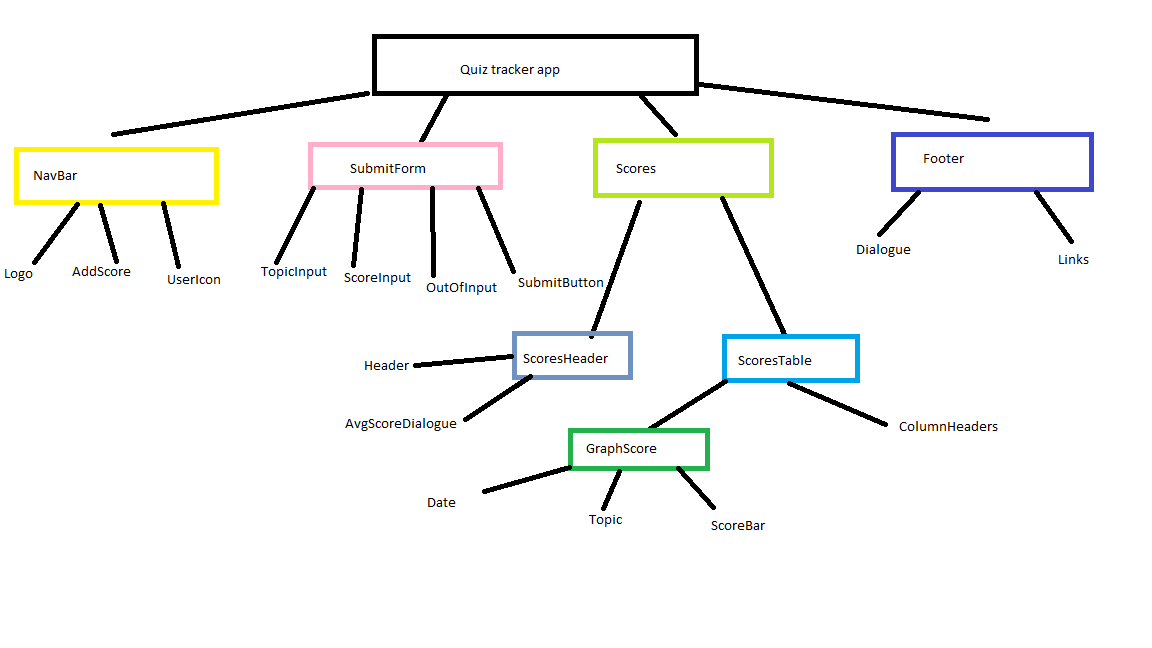 Quiz tracker app
NavBar
SubmitForm
Scores
Footer
Logo
AddScore
UserIcon
TopicInput
ScoreInput
OutOfInput
SubmitButton
Dialogue
Links
Header
ScoresHeader
ScoresTable
AvgScoreDialogue
ColumnHeaders
GraphScore
Date
Topic
ScoreBar